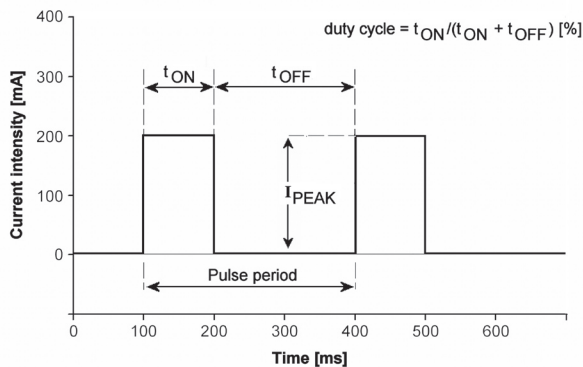 duty cycle = tON/(tON + tOFF) [%]
400
300
200
100
0
Current intensity [mA]
tON
tOFF
IPEAK
Pulse period
0 100 200 300 400 500 600
Time [ms]